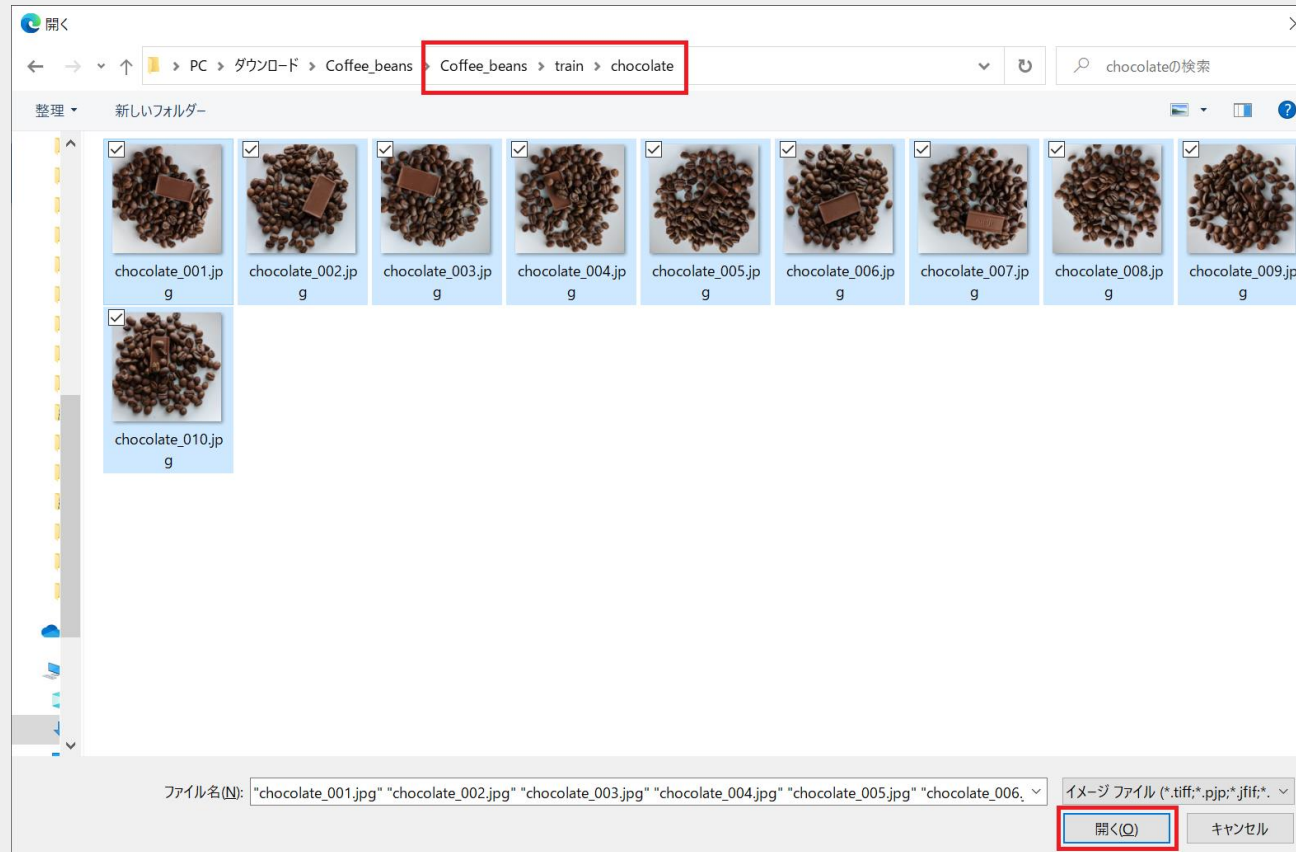 開く
PC > ダウンロード > Coffee_beans > Coffee_beans > train > chocolate
chocolateの検索
整理
新しいフォルダー
chocolate_001.jp
g
chocolate_002.jp
g
chocolate_003.jp
g
chocolate_004.jp
g
chocolate_005.jp
g
chocolate_006.jp
g
chocolate_007.jp
g
chocolate_008.jp
g
chocolate_009.jp
g
chocolate_010.jp
g
ファイル名(N): "chocolate_001.jpg" "chocolate_002.jpg" "chocolate_003.jpg" "chocolate_004.jpg" "chocolate_005.jpg" "chocolate_006.
イメージ ファイル (*.tiff;*.pjp;*.jfif;*.
開く(O)
キャンセル